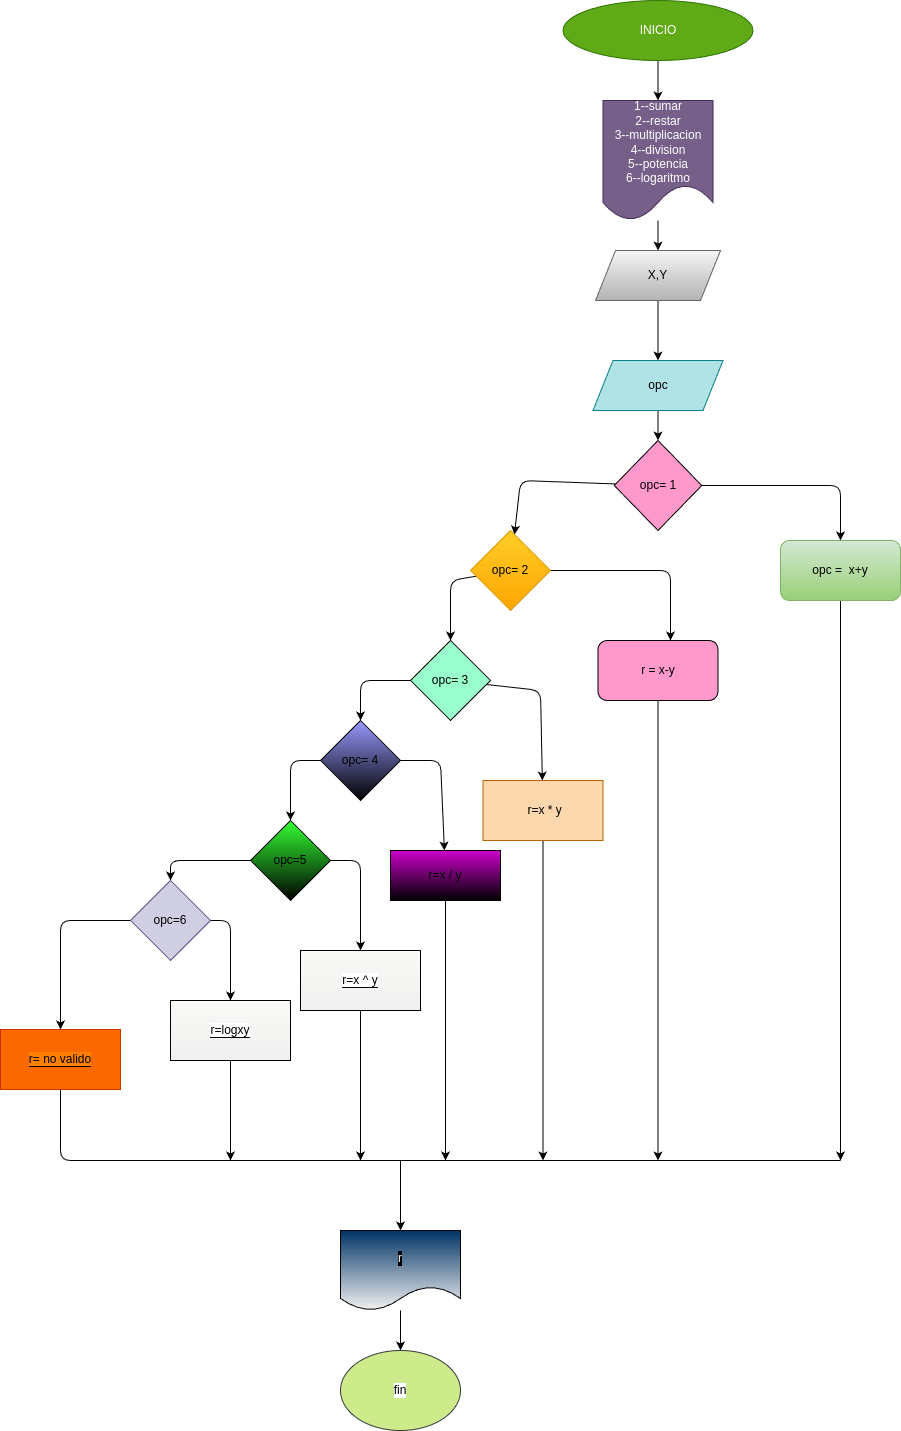 INICIO
1--sumar
2--restar
3--multiplicacion
4--division
5--potencia
6--logaritmo
X,Y
opc
opc= 1
opc= 2
opc = x+y
r = x-y
opc= 3
opc= 4
r=x * y
opc=5
r=x / y
opc=6
r=x ^ y
r=logxy
r= no valido
r
fin